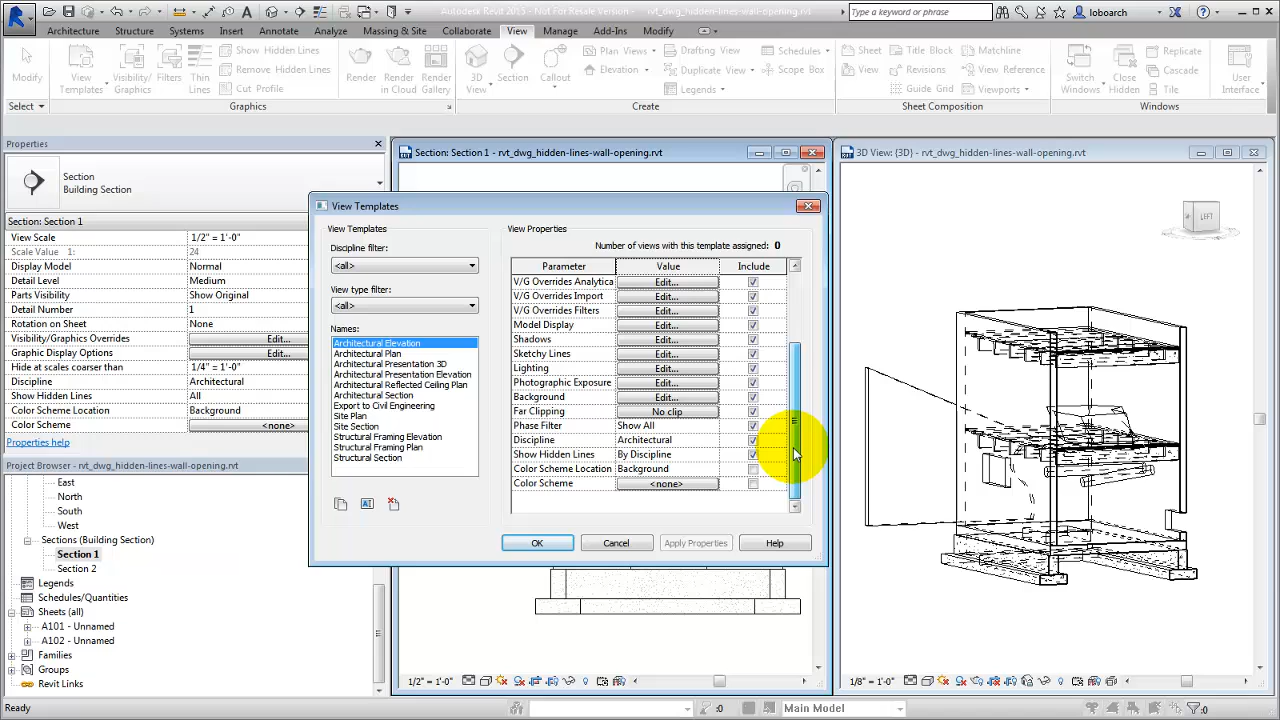 Autodesk Revit 2015 - Not For Resale Version - rvt_dwg_hidden-lines-wall-opening.rvt
Type a keyword or phrase
loboarch
Architecture Structure Systems Insert Annotate Analyze Massing & Site Collaborate View Manage Add-Ins Modify
Modify
View Templates
Visibility/ Graphics
Filters
Thin Lines
Show Hidden Lines
Remove Hidden Lines
Cut Profile
Render
Render in Cloud
Render Gallery
3D View
Section
Callout
Plan Views
Elevation
Drafting View
Duplicate View
Legends
Schedules
Scope Box
Sheet
View
Title Block
Revisions
Guide Grid
Matchline
View Reference
Viewports
Switch Windows
Close Hidden
Replicate
Cascade
Tile
User Interface
Select Graphics Create Sheet Composition Windows
Properties
Section
Building Section
Section: Section 1
View Scale 1/2" = 1'-0"
Scale Value 1: 24
Display Model Normal
Detail Level Medium
Parts Visibility Show Original
Detail Number 1
Rotation on Sheet None
Visibility/Graphics Overrides Edit...
Graphic Display Options Edit...
Hide at scales coarser than 1/4" = 1'-0"
Discipline Architectural
Show Hidden Lines All
Color Scheme Location Background
Color Scheme <none>
Properties help
Project Browser - rvt_dwg_hidden-lines-wall-opening.rvt
East
North
South
West
Sections (Building Section)
Section 1
Section 2
Legends
Schedules/Quantities
Sheets (all)
A101 - Unnamed
A102 - Unnamed
Families
Groups
Revit Links
Section: Section 1 - rvt_dwg_hidden-lines-wall-opening.rvt
3D View: {3D} - rvt_dwg_hidden-lines-wall-opening.rvt
LEFT
View Templates
View Templates
Discipline filter:
<all>
View type filter:
<all>
Names:
Architectural Elevation
Architectural Plan
Architectural Presentation 3D
Architectural Presentation Elevation
Architectural Reflected Ceiling Plan
Architectural Section
Export to Civil Engineering
Site Plan
Site Section
Structural Framing Elevation
Structural Framing Plan
Structural Section
View Properties
Number of views with this template assigned: 0
Parameter Value Include
V/G Overrides Analytica Edit...
V/G Overrides Import Edit...
V/G Overrides Filters Edit...
Model Display Edit...
Shadows Edit...
Sketchy Lines Edit...
Lighting Edit...
Photographic Exposure Edit...
Background Edit...
Far Clipping No clip
Phase Filter Show All
Discipline Architectural
Show Hidden Lines By Discipline
Color Scheme Location Background
Color Scheme <none>
OK Cancel Apply Properties Help
1/2" = 1'-0"
1/8" = 1'-0"
Ready
:0
Main Model
:0